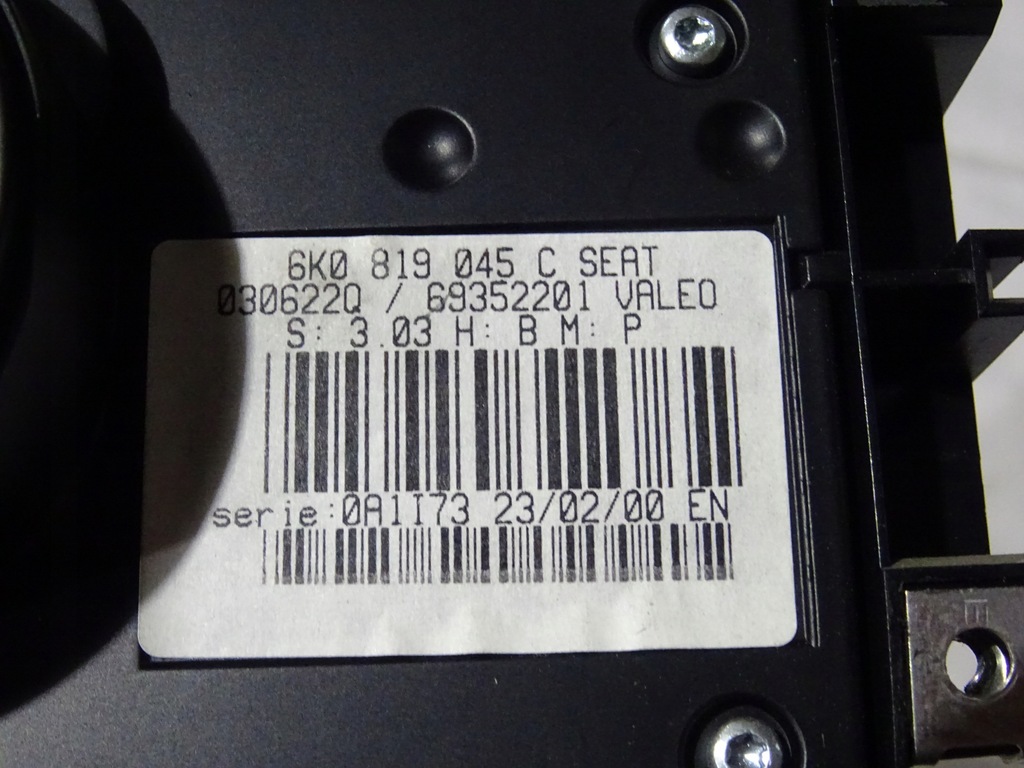 6K0 819 045 C SEAT
030622Q / 69352201 VALEO
S: 3.03 H: B M: P
serie:0A1I73 23/02/00 EN